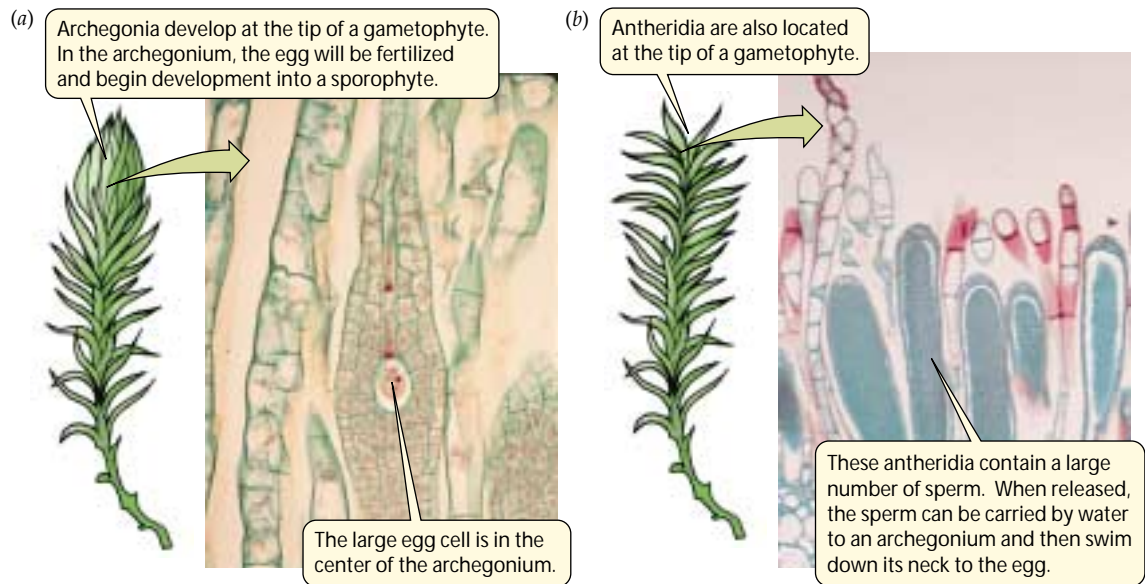 (a)
Archegonia develop at the tip of a gametophyte.
In the archegonium, the egg will be fertilized
and begin development into a sporophyte.
The large egg cell is in the
center of the archegonium.
(b)
Antheridia are also located
at the tip of a gametophyte.
These antheridia contain a large
number of sperm. When released,
the sperm can be carried by water
to an archegonium and then swim
down its neck to the egg.